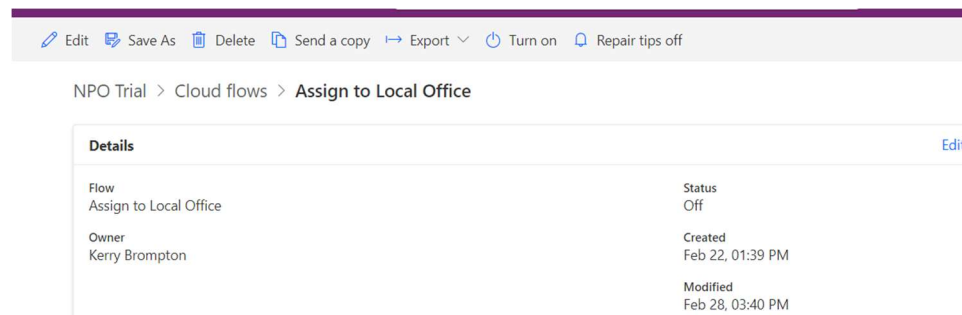 Edit Save As Delete Send a copy Export Turn on Repair tips off
NPO Trial > Cloud flows > Assign to Local Office
Details Edit
Flow Status
Assign to Local Office Off
Owner Created
Kerry Brompton Feb 22, 01:39 PM
Modified
Feb 28, 03:40 PM